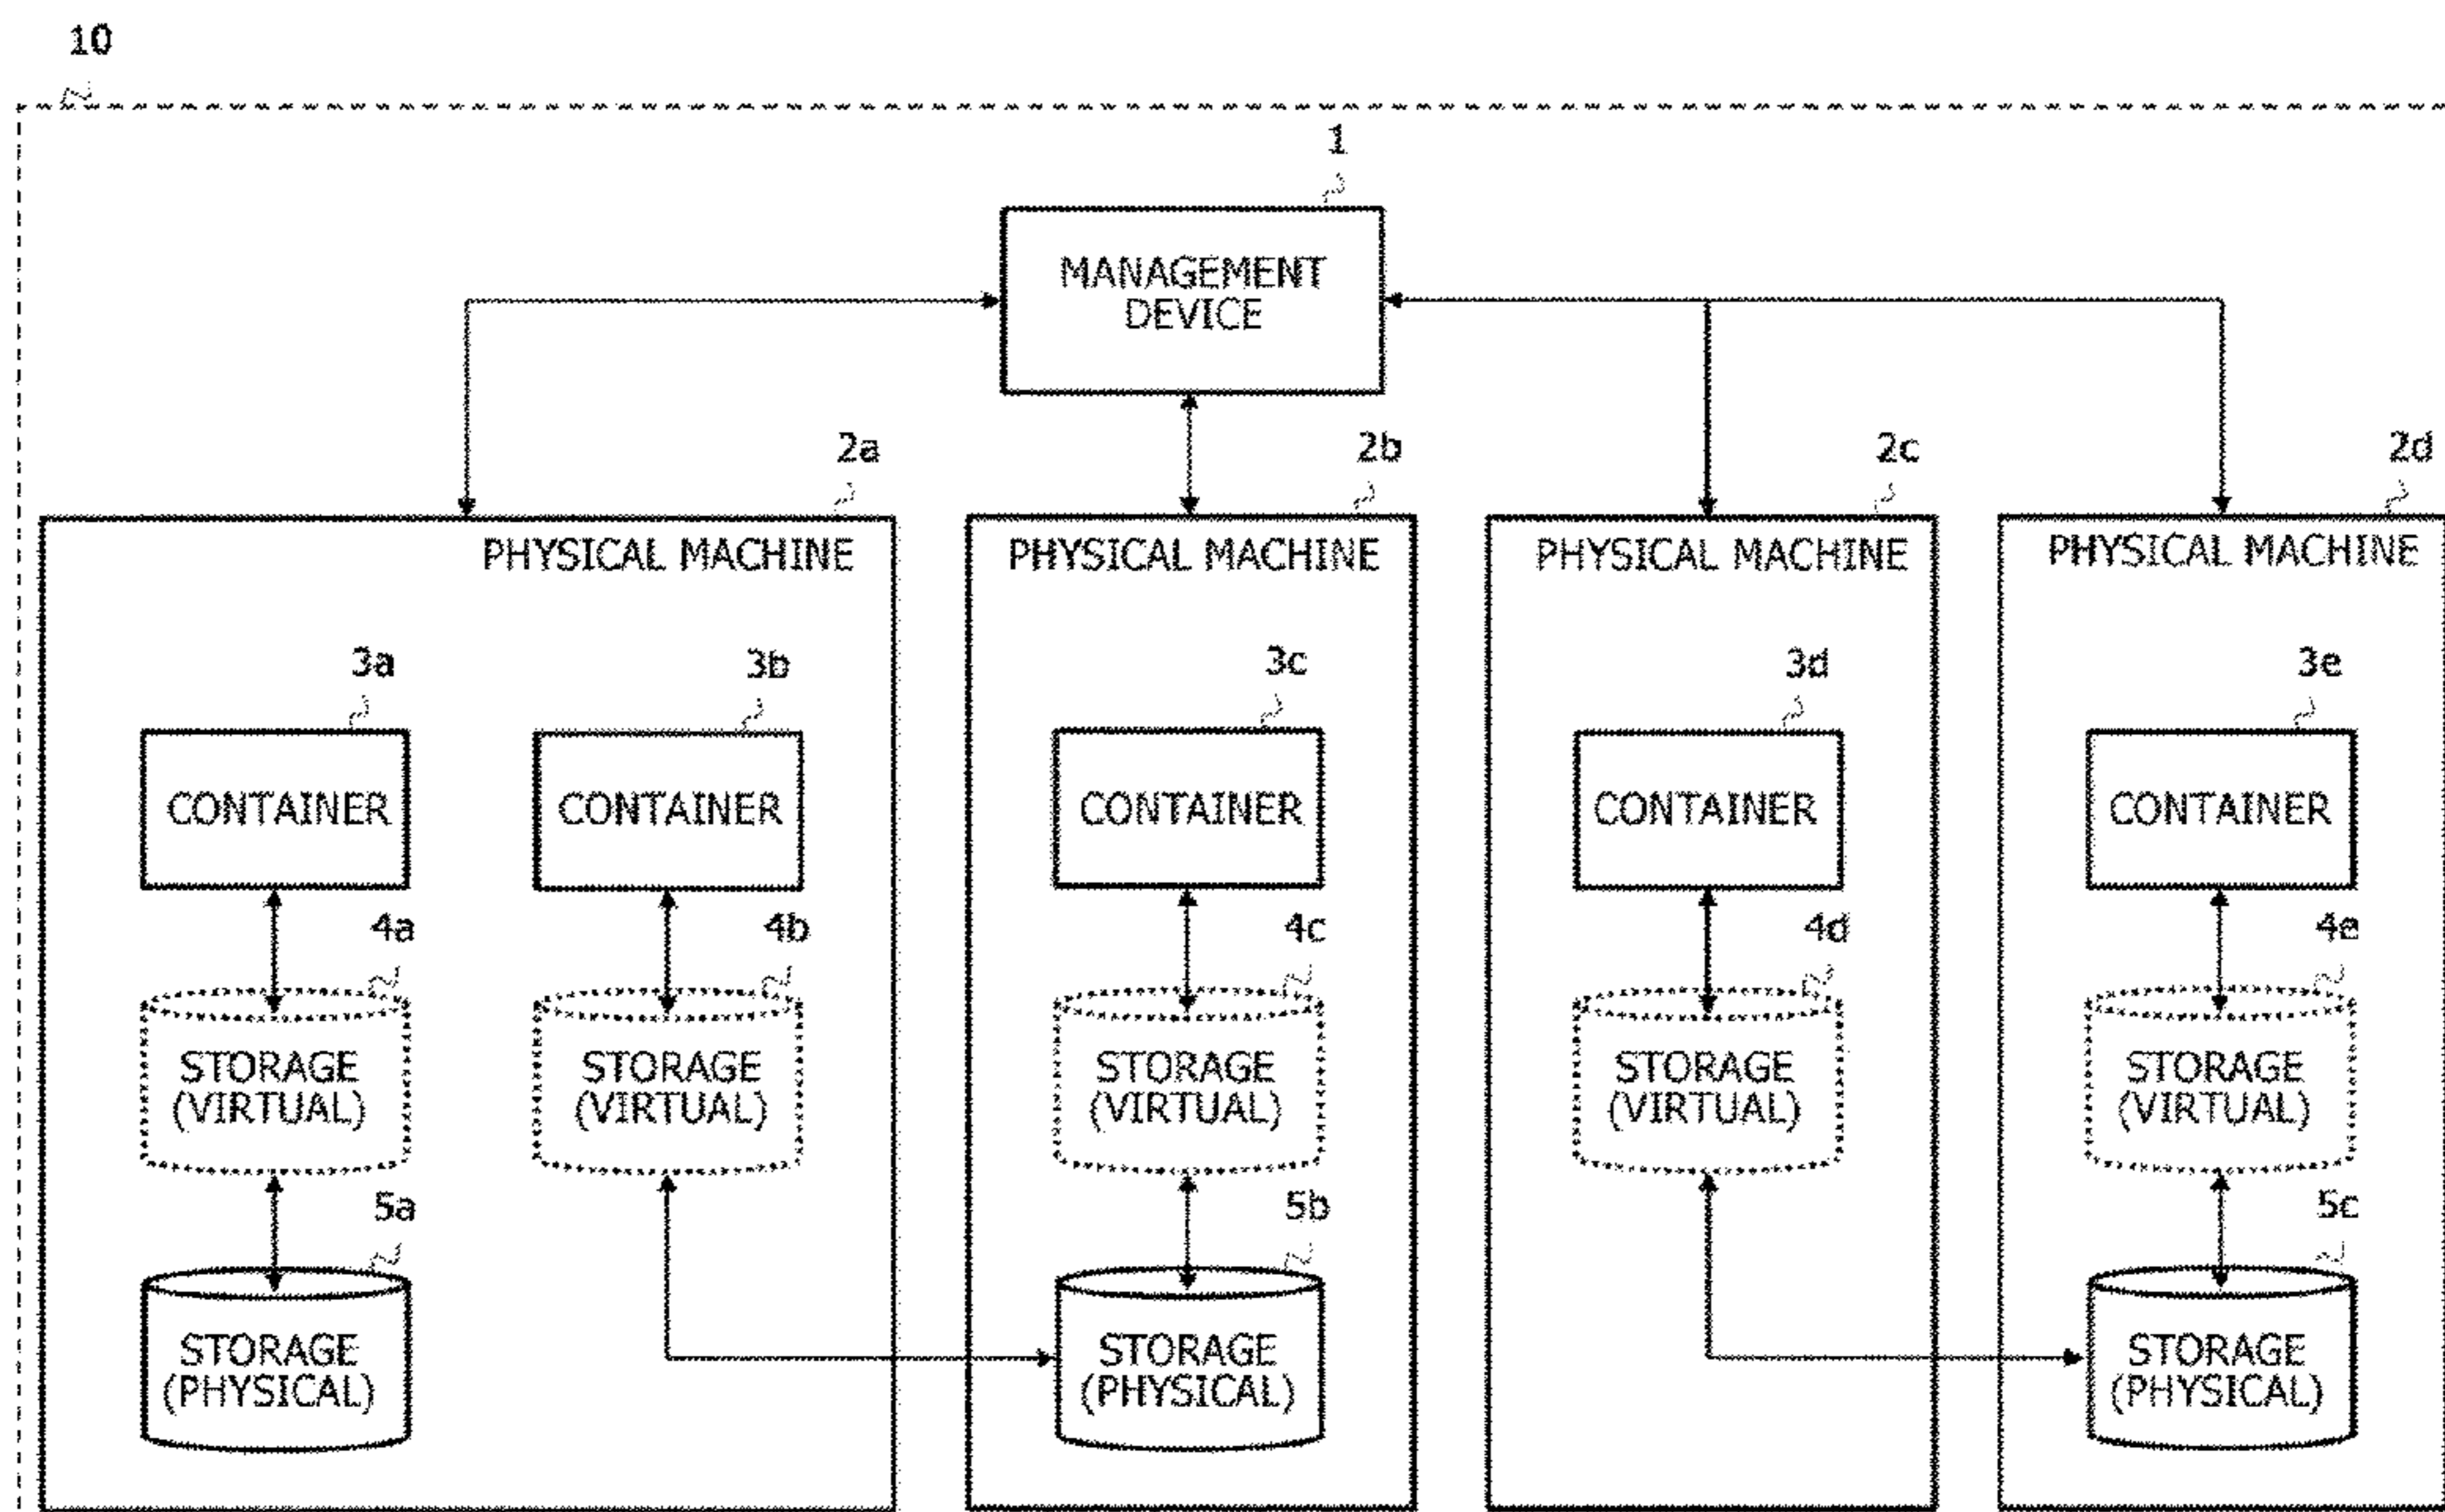 10
1
MANAGEMENT
DEVICE
2a
2b
2c
2d
PHYSICAL MACHINE
PHYSICAL MACHINE
PHYSICAL MACHINE
PHYSICAL MACHINE
3a
3b
3c
3d
3e
CONTAINER
CONTAINER
CONTAINER
CONTAINER
CONTAINER
4a
4b
4c
4d
4e
STORAGE
(VIRTUAL)
STORAGE
(VIRTUAL)
STORAGE
(VIRTUAL)
STORAGE
(VIRTUAL)
STORAGE
(VIRTUAL)
5a
5b
5c
STORAGE
(PHYSICAL)
STORAGE
(PHYSICAL)
STORAGE
(PHYSICAL)